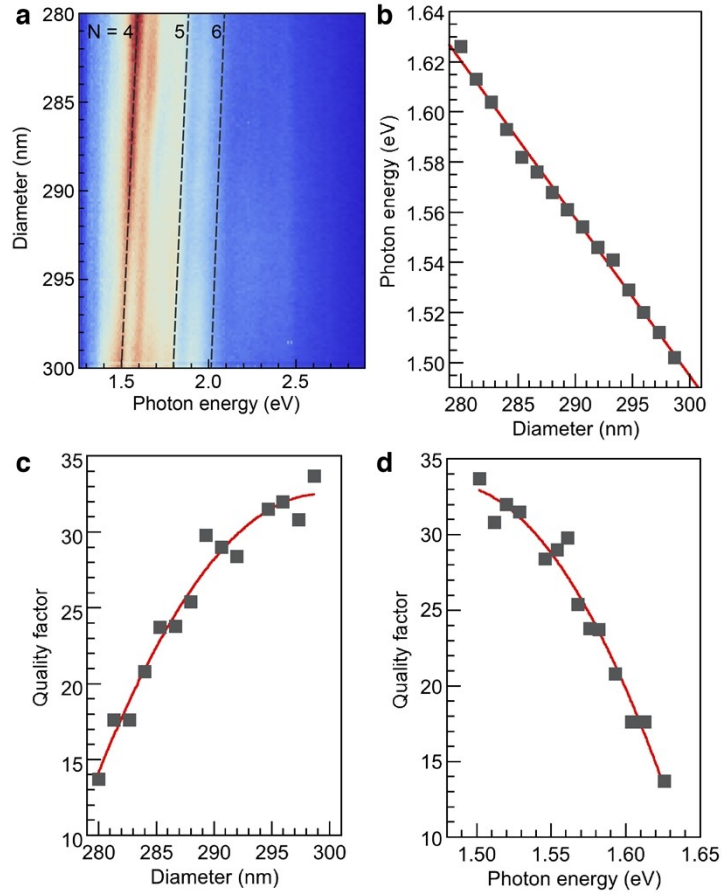 a
N = 4 5 6
280
285
290
295
300
Diameter (nm)
1.5 2.0 2.5
Photon energy (eV)
b
1.64
1.62
1.60
1.58
1.56
1.54
1.52
1.50
Photon energy (eV)
280 285 290 295 300
Diameter (nm)
c
35
30
25
20
15
10
Quality factor
280 285 290 295 300
Diameter (nm)
d
35
30
25
20
15
10
Quality factor
1.50 1.55 1.60 1.65
Photon energy (eV)